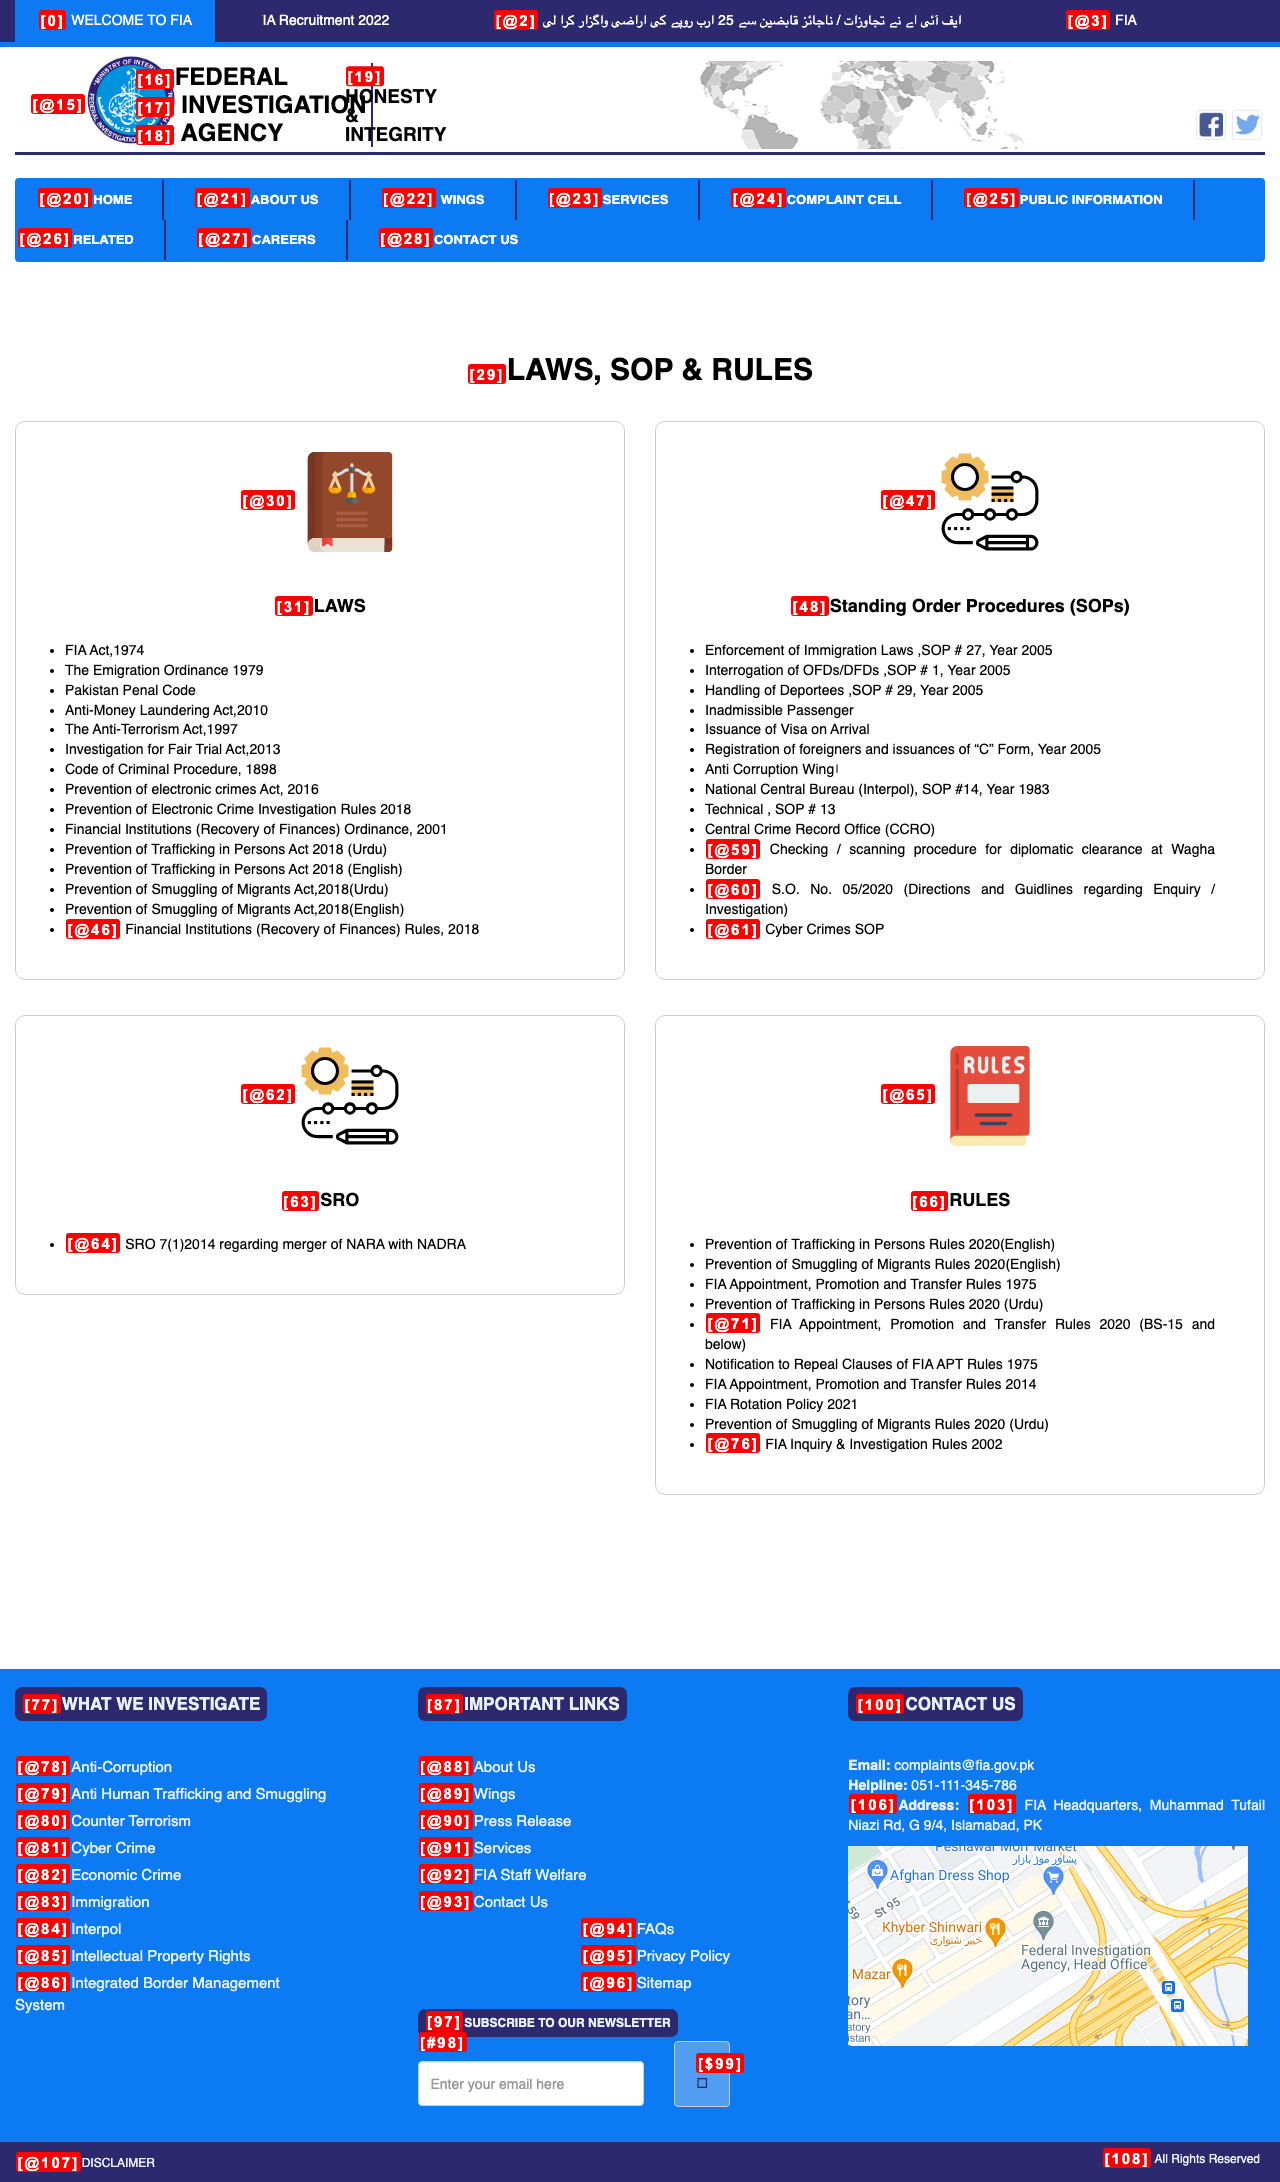 [0] WELCOME TO FIA
IA Recruitment 2022
[@2] ایف آئی اے نے تجاوزات / ناجائز قابضین سے 25 ارب روپے کی اراضی واگزار کرا لی
[@3] FIA
[@15]
[16] FEDERAL
[17] INVESTIGATION
[18] AGENCY
[19]
HONESTY
&
INTEGRITY
[@20] HOME
[@21] ABOUT US
[@22] WINGS
[@23] SERVICES
[@24] COMPLAINT CELL
[@25] PUBLIC INFORMATION
[@26] RELATED
[@27] CAREERS
[@28] CONTACT US
[29] LAWS, SOP & RULES
[@30]
[31] LAWS
• FIA Act,1974
• The Emigration Ordinance 1979
• Pakistan Penal Code
• Anti-Money Laundering Act,2010
• The Anti-Terrorism Act,1997
• Investigation for Fair Trial Act,2013
• Code of Criminal Procedure, 1898
• Prevention of electronic crimes Act, 2016
• Prevention of Electronic Crime Investigation Rules 2018
• Financial Institutions (Recovery of Finances) Ordinance, 2001
• Prevention of Trafficking in Persons Act 2018 (Urdu)
• Prevention of Trafficking in Persons Act 2018 (English)
• Prevention of Smuggling of Migrants Act,2018(Urdu)
• Prevention of Smuggling of Migrants Act,2018(English)
• [@46] Financial Institutions (Recovery of Finances) Rules, 2018
[@47]
[48] Standing Order Procedures (SOPs)
• Enforcement of Immigration Laws ,SOP # 27, Year 2005
• Interrogation of OFDs/DFDs ,SOP # 1, Year 2005
• Handling of Deportees ,SOP # 29, Year 2005
• Inadmissible Passenger
• Issuance of Visa on Arrival
• Registration of foreigners and issuances of “C” Form, Year 2005
• Anti Corruption Wing
• National Central Bureau (Interpol), SOP #14, Year 1983
• Technical , SOP # 13
• Central Crime Record Office (CCRO)
• [@59] Checking / scanning procedure for diplomatic clearance at Wagha
Border
• [@60] S.O. No. 05/2020 (Directions and Guidlines regarding Enquiry /
Investigation)
• [@61] Cyber Crimes SOP
[@62]
[63] SRO
• [@64] SRO 7(1)2014 regarding merger of NARA with NADRA
[@65]
RULES
[66] RULES
• Prevention of Trafficking in Persons Rules 2020(English)
• Prevention of Smuggling of Migrants Rules 2020(English)
• FIA Appointment, Promotion and Transfer Rules 1975
• Prevention of Trafficking in Persons Rules 2020 (Urdu)
• [@71] FIA Appointment, Promotion and Transfer Rules 2020 (BS-15 and
below)
• Notification to Repeal Clauses of FIA APT Rules 1975
• FIA Appointment, Promotion and Transfer Rules 2014
• FIA Rotation Policy 2021
• Prevention of Smuggling of Migrants Rules 2020 (Urdu)
• [@76] FIA Inquiry & Investigation Rules 2002
[77] WHAT WE INVESTIGATE
[@78] Anti-Corruption
[@79] Anti Human Trafficking and Smuggling
[@80] Counter Terrorism
[@81] Cyber Crime
[@82] Economic Crime
[@83] Immigration
[@84] Interpol
[@85] Intellectual Property Rights
[@86] Integrated Border Management
System
[87] IMPORTANT LINKS
[@88] About Us
[@89] Wings
[@90] Press Release
[@91] Services
[@92] FIA Staff Welfare
[@93] Contact Us
[@94] FAQs
[@95] Privacy Policy
[@96] Sitemap
[97] SUBSCRIBE TO OUR NEWSLETTER
[#98]
Enter your email here
[$99]
[100] CONTACT US
Email: complaints@fia.gov.pk
Helpline: 051-111-345-786
[106] Address: [103] FIA Headquarters, Muhammad Tufail
Niazi Rd, G 9/4, Islamabad, PK
Peshawar Morr Market
پشاور موڑ بازار
Afghan Dress Shop
St 95
59
Khyber Shinwari
خیبر شنواری
Federal Investigation
Agency, Head Office
Mazar
[@107] DISCLAIMER
[108] All Rights Reserved